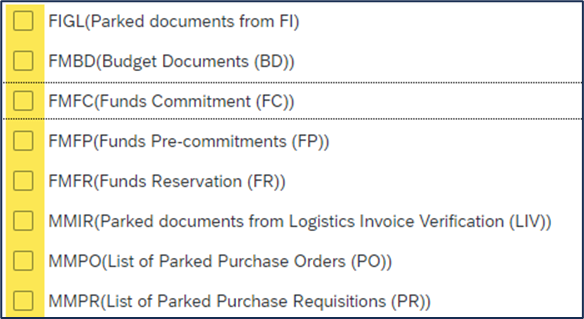 FIGL(Parked documents from FI)
FMBD(Budget Documents (BD))
FMFC(Funds Commitment (FC))
FMFP(Funds Pre-commitments (FP))
FMFR(Funds Reservation (FR))
MMIR(Parked documents from Logistics Invoice Verification (LIV))
MMPO(List of Parked Purchase Orders (PO))
MMPR(List of Parked Purchase Requisitions (PR))